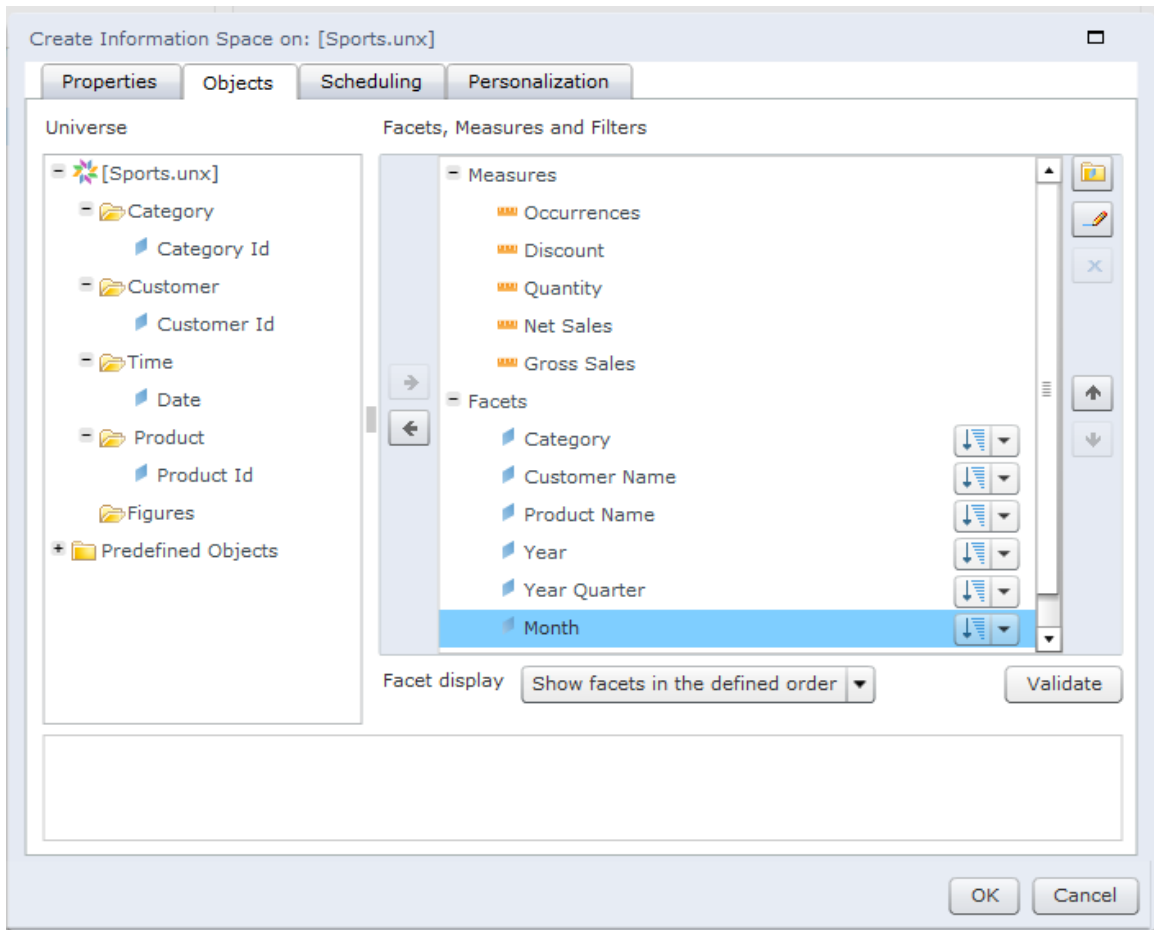 Create Information Space on: [Sports.unx]
Properties Objects Scheduling Personalization
Universe
[Sports.unx]
Category
Category Id
Customer
Customer Id
Time
Date
Product
Product Id
Figures
Predefined Objects
Facets, Measures and Filters
Measures
Occurrences
Discount
Quantity
Net Sales
Gross Sales
Facets
Category
Customer Name
Product Name
Year
Year Quarter
Month
Facet display Show facets in the defined order Validate
OK Cancel